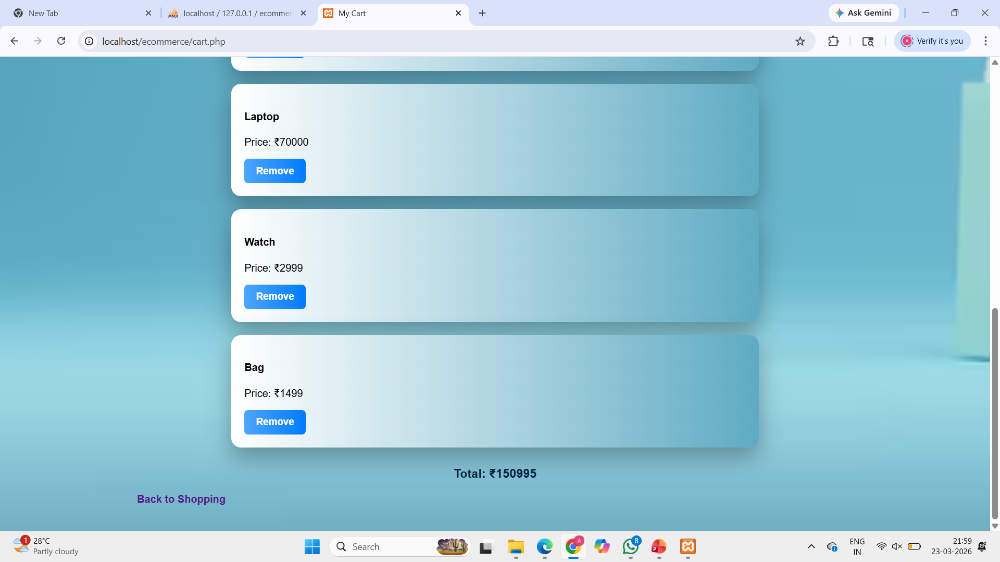 New Tab
localhost / 127.0.0.1 / ecommer
My Cart
Ask Gemini
localhost/ecommerce/cart.php
A
Verify it's you
Laptop
Price: ₹70000
Remove
Watch
Price: ₹2999
Remove
Bag
Price: ₹1499
Remove
Total: ₹150995
Back to Shopping
1
28°C
Partly cloudy
Search
A
8
P
ENG
IN
21:59
23-03-2026